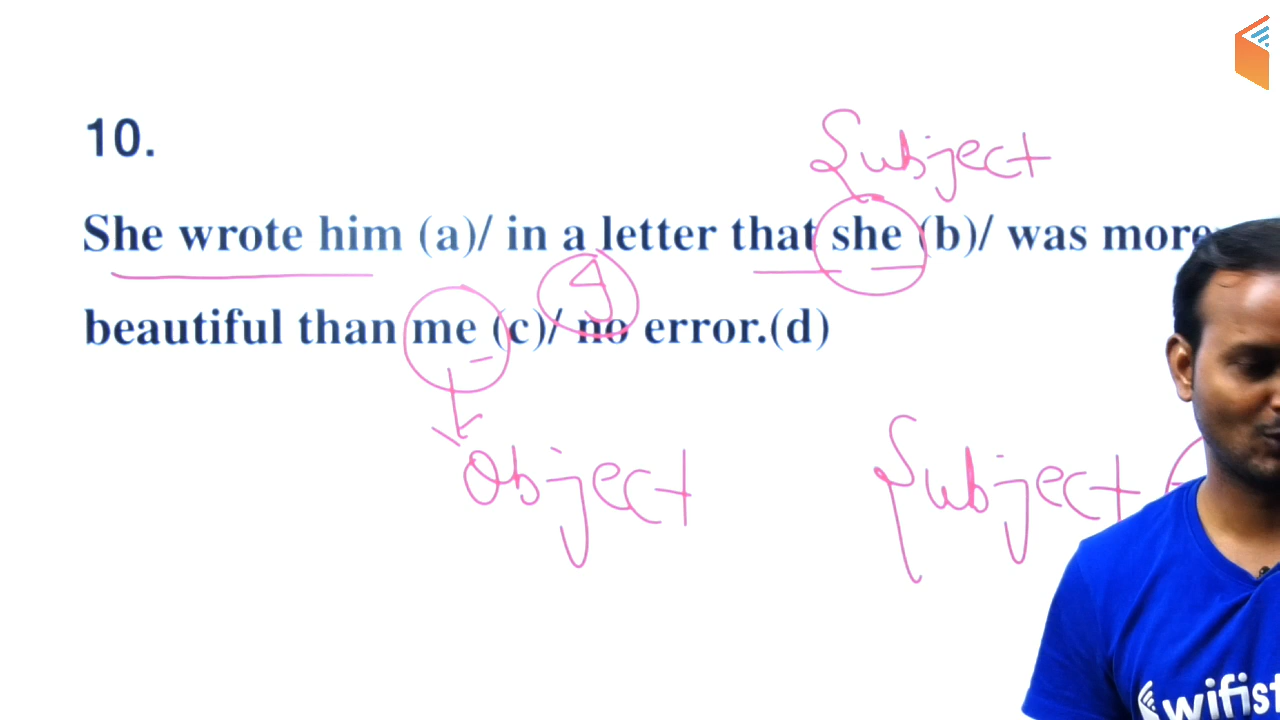 10.
Subject
She wrote him (a)/ in a letter that she (b)/ was more
beautiful than me (c)/ no error.(d)
I
Object
Subject
wifist